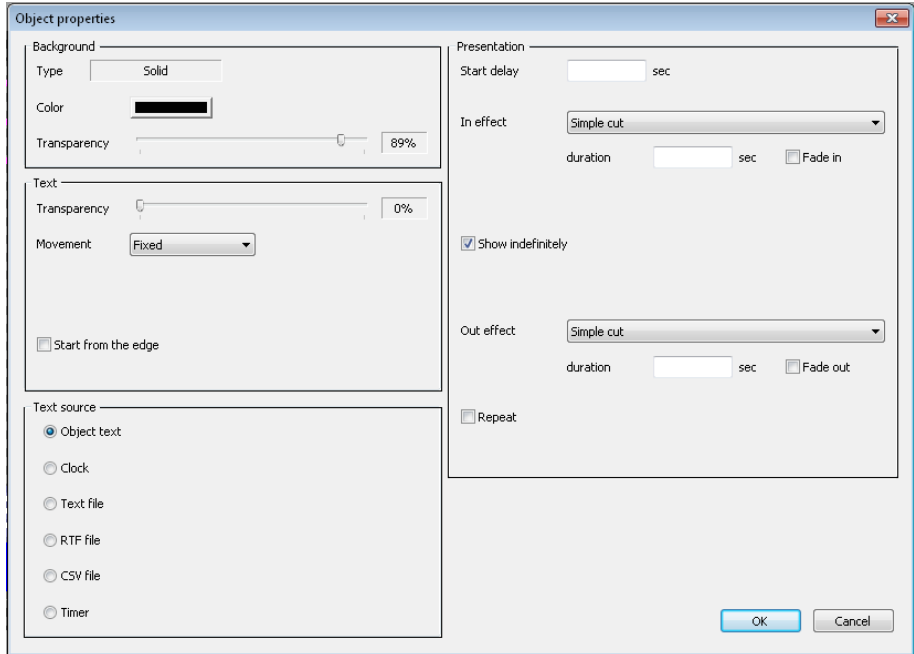 Object properties
Background
Type Solid
Color
Transparency 89%
Text
Transparency 0%
Movement Fixed
Start from the edge
Text source
Object text
Clock
Text file
RTF file
CSV file
Timer
Presentation
Start delay sec
In effect Simple cut
duration sec Fade in
Show indefinitely
Out effect Simple cut
duration sec Fade out
Repeat
OK Cancel